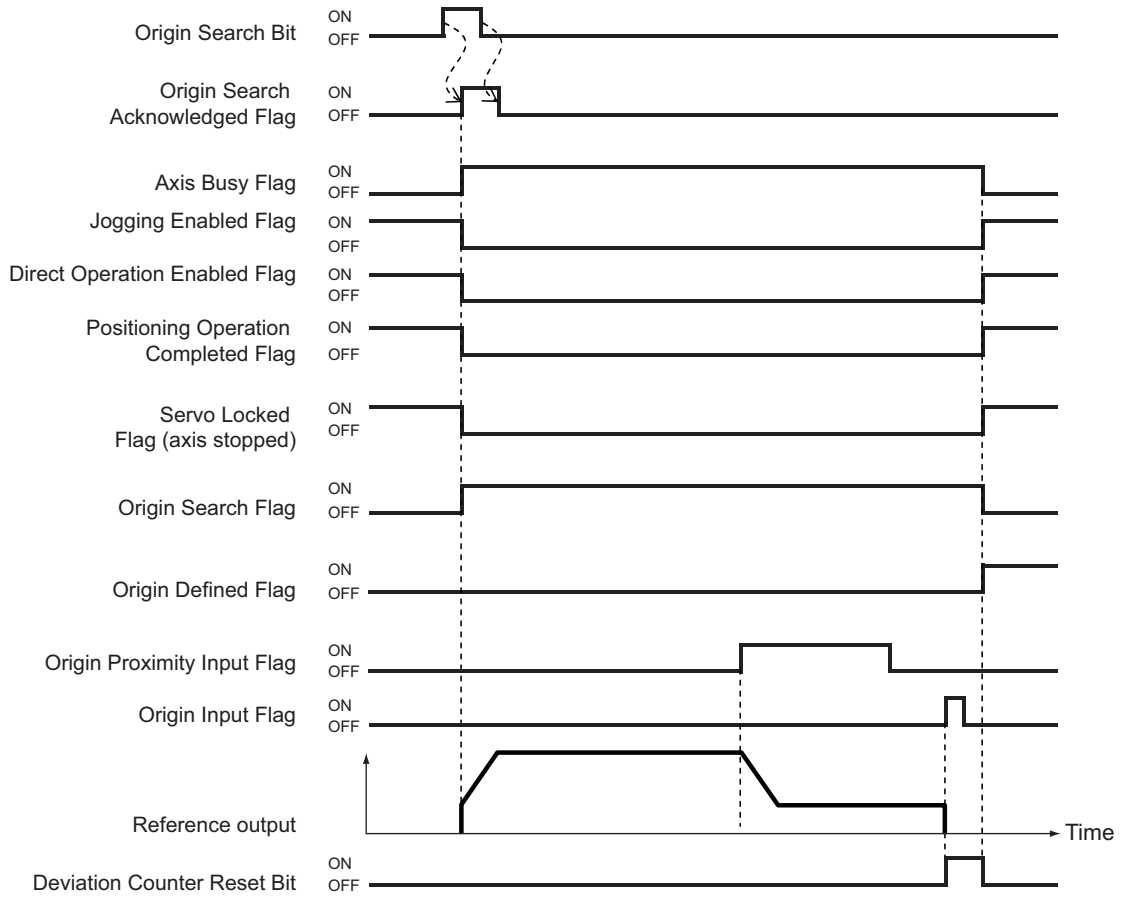 Origin Search Bit
ON
OFF
Origin Search
Acknowledged Flag
ON
OFF
Axis Busy Flag
ON
OFF
Jogging Enabled Flag
ON
OFF
Direct Operation Enabled Flag
ON
OFF
Positioning Operation
Completed Flag
ON
OFF
Servo Locked
Flag (axis stopped)
ON
OFF
Origin Search Flag
ON
OFF
Origin Defined Flag
ON
OFF
Origin Proximity Input Flag
ON
OFF
Origin Input Flag
ON
OFF
Reference output
Time
Deviation Counter Reset Bit
ON
OFF